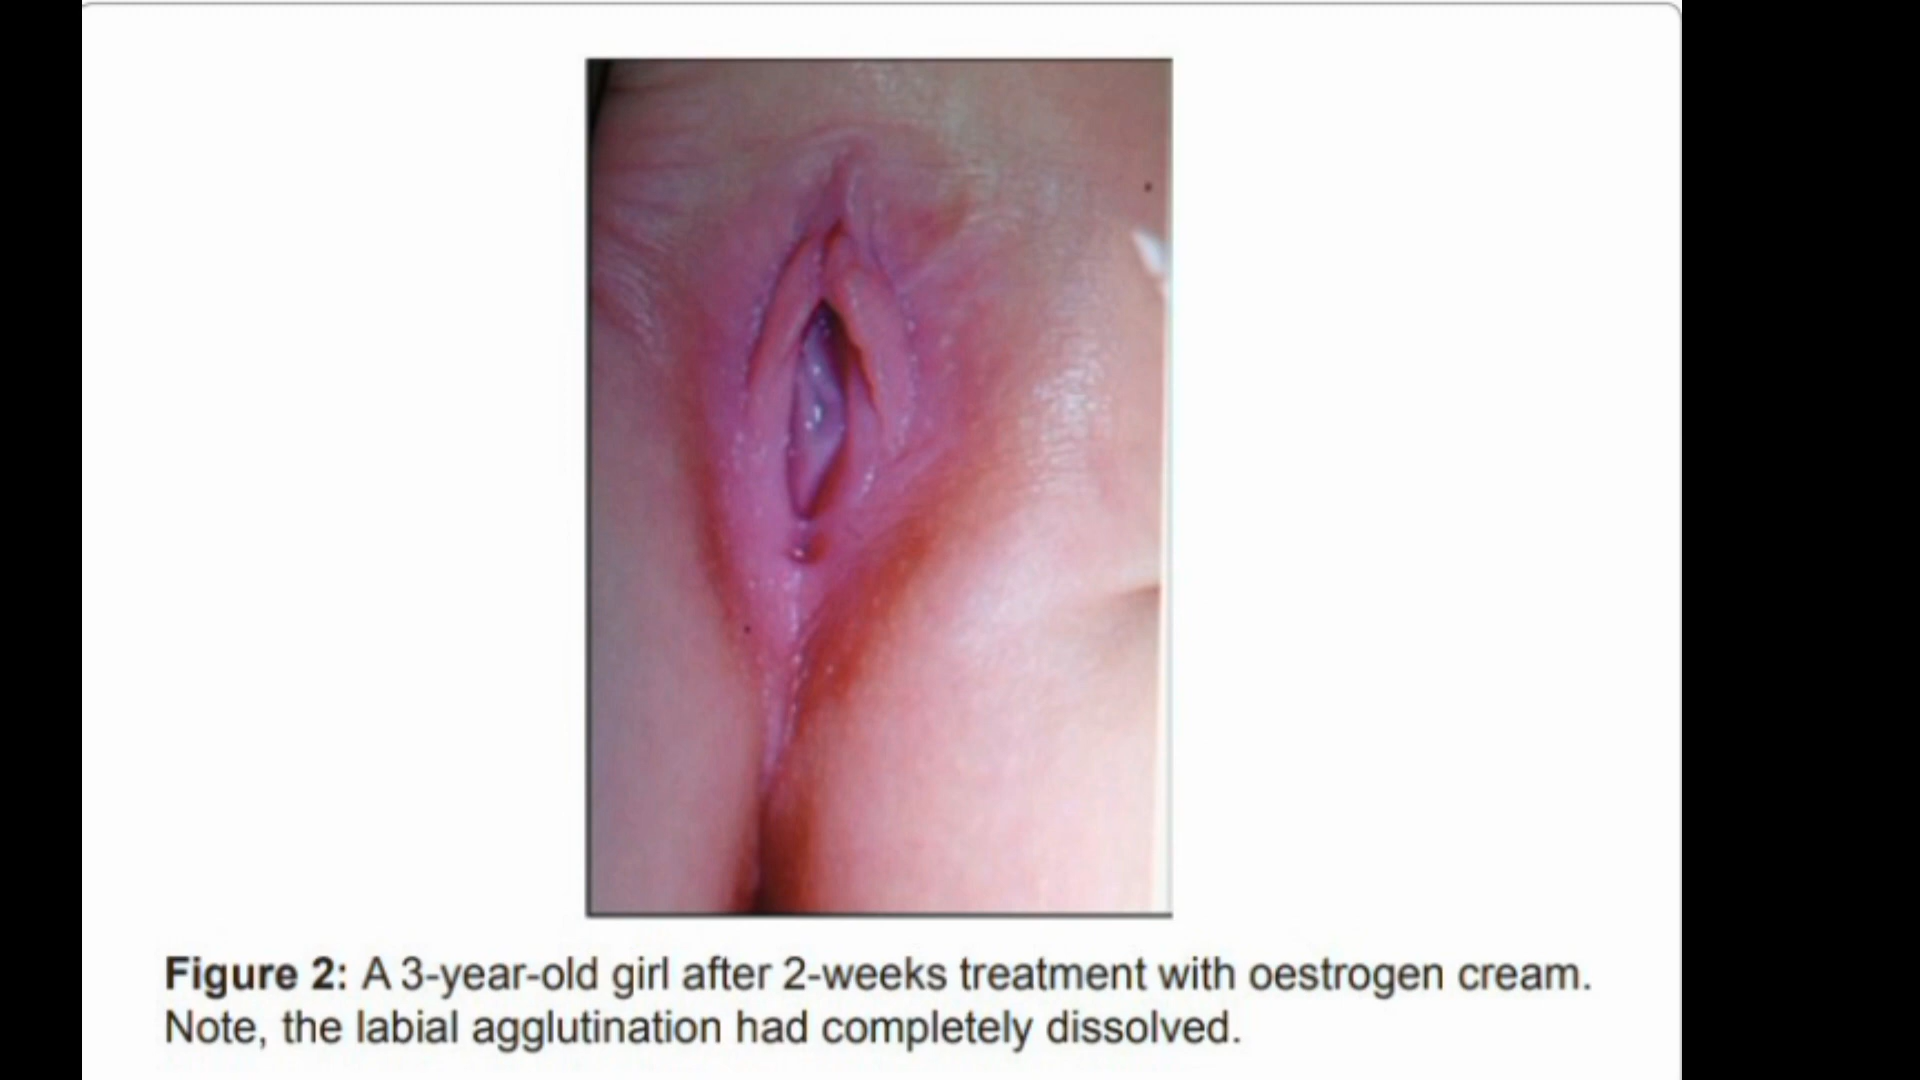 Figure 2: A 3-year-old girl after 2-weeks treatment with oestrogen cream.
Note, the labial agglutination had completely dissolved.